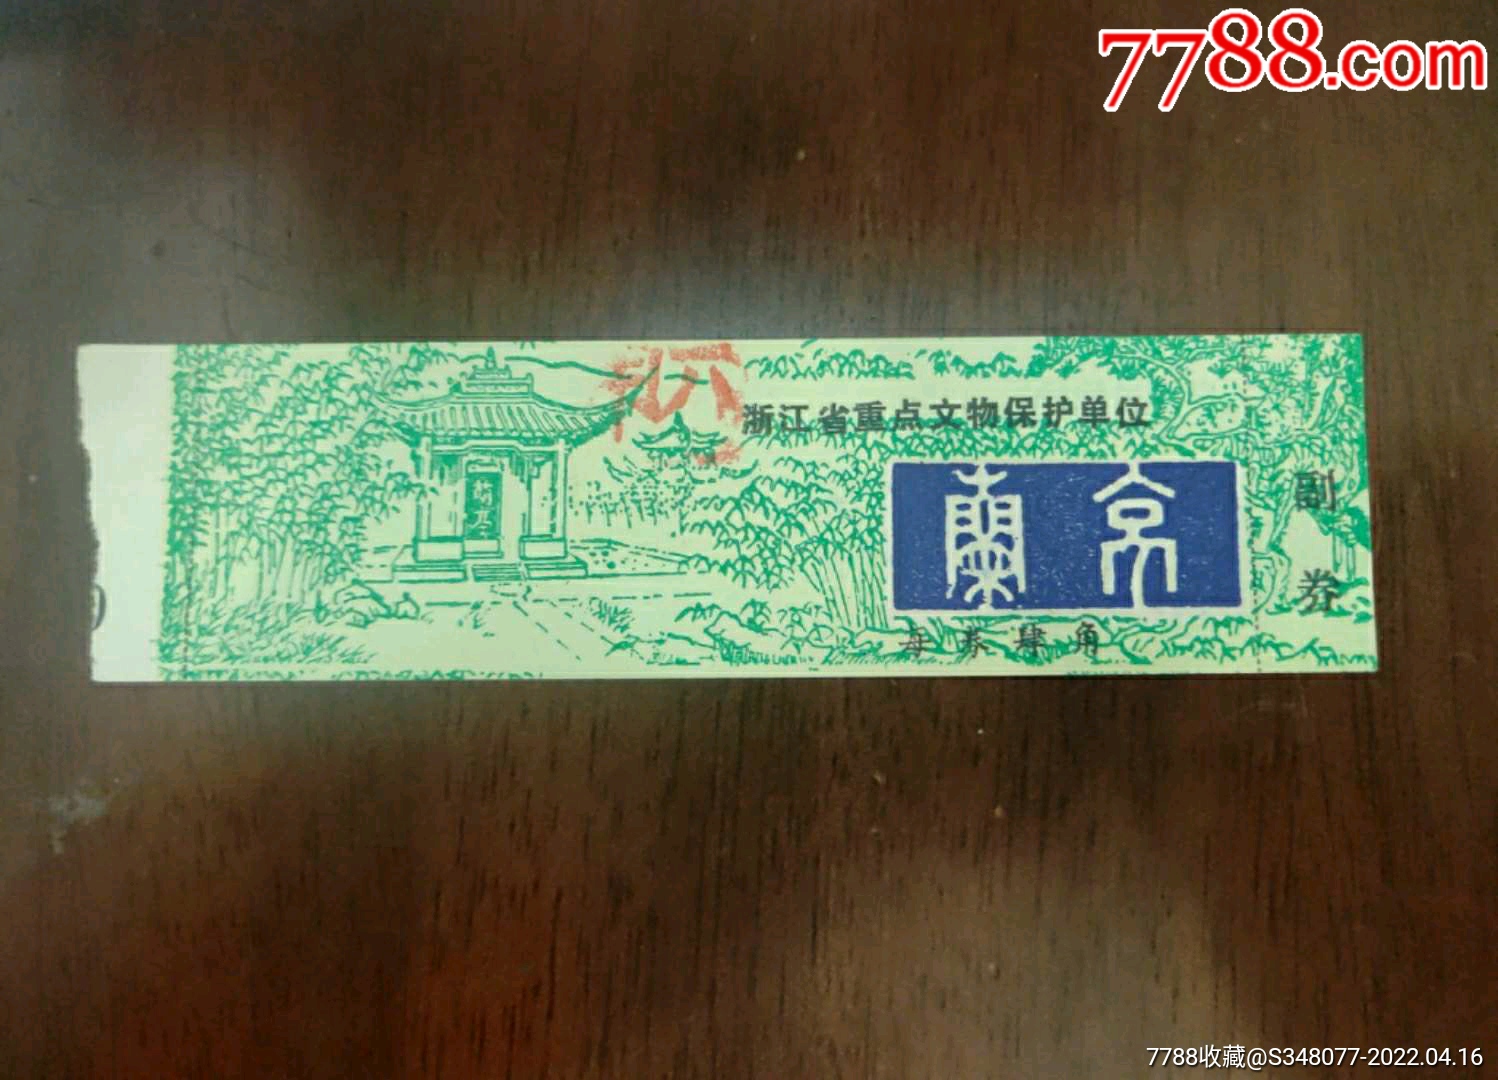 7788.com
浙江省重点文物保护单位
蘭亭
副券
每券肆角
7788收藏@S348077-2022.04.16